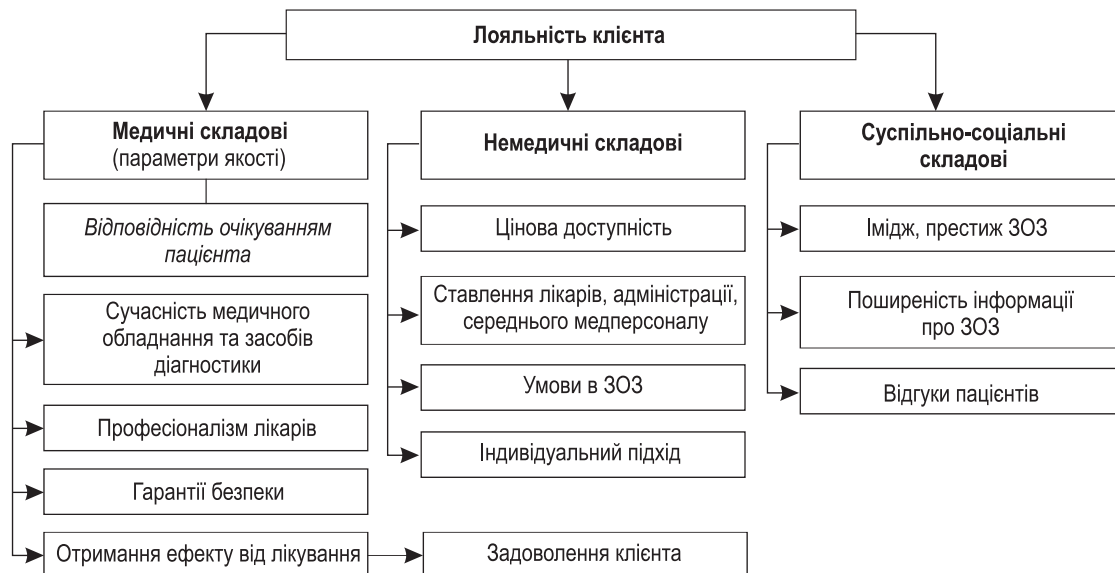 Лояльність клієнта
Медичні складові
(параметри якості)
Відповідність очікуванням
пацієнта
Сучасність медичного
обладнання та засобів
діагностики
Професіоналізм лікарів
Гарантії безпеки
Отримання ефекту від лікування
Немедичні складові
Цінова доступність
Ставлення лікарів, адміністрації,
середнього медперсоналу
Умови в ЗОЗ
Індивідуальний підхід
Задоволення клієнта
Суспільно-соціальні
складові
Імідж, престиж ЗОЗ
Поширеність інформації
про ЗОЗ
Відгуки пацієнтів